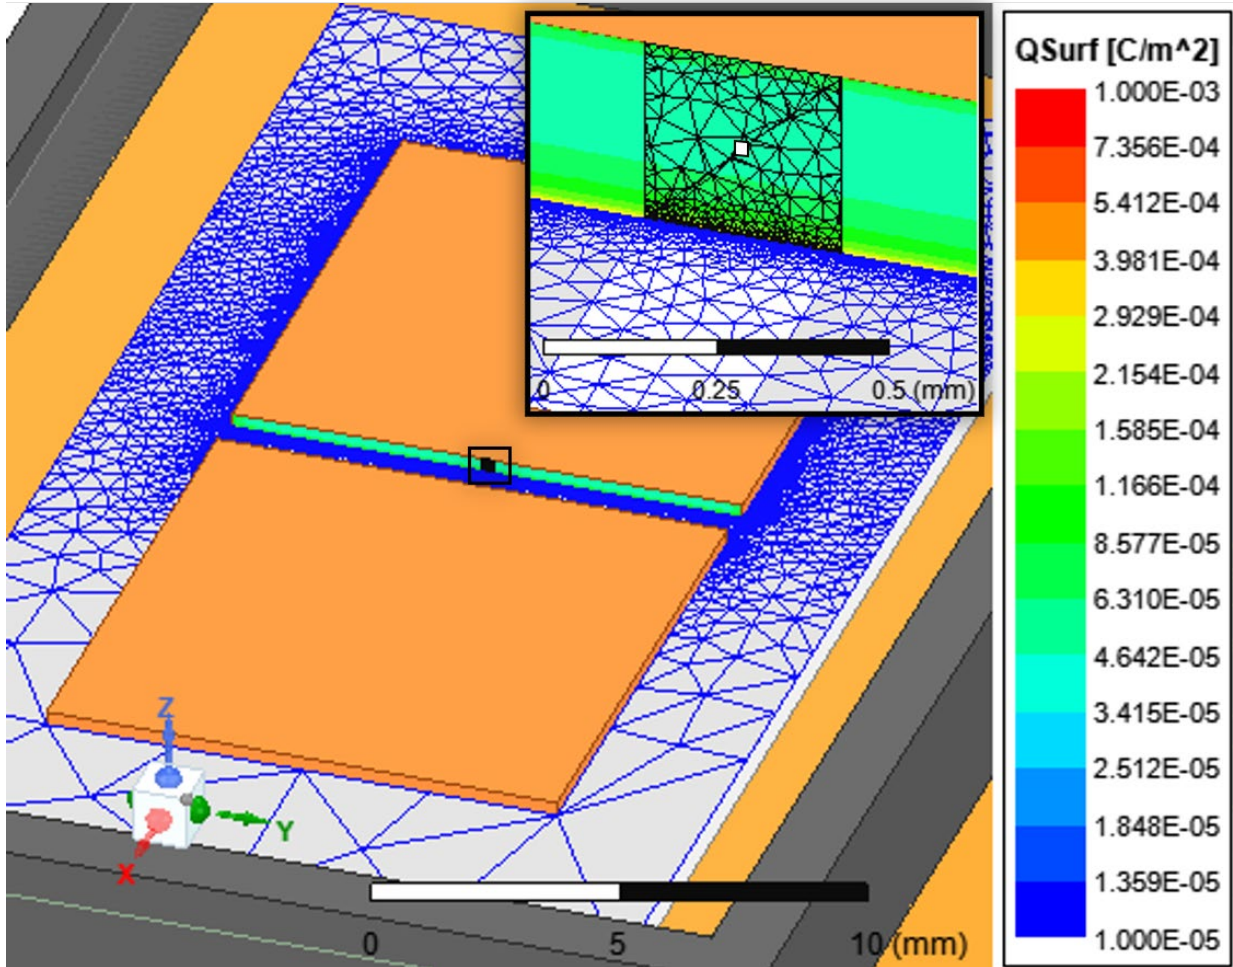 QSurf [C/m^2]
1.000E-03
7.356E-04
5.412E-04
3.981E-04
2.929E-04
2.154E-04
1.585E-04
1.166E-04
8.577E-05
6.310E-05
4.642E-05
3.415E-05
2.512E-05
1.848E-05
1.359E-05
1.000E-05
0 0.25 0.5 (mm)
Z
Y
X
0 5 10 (mm)